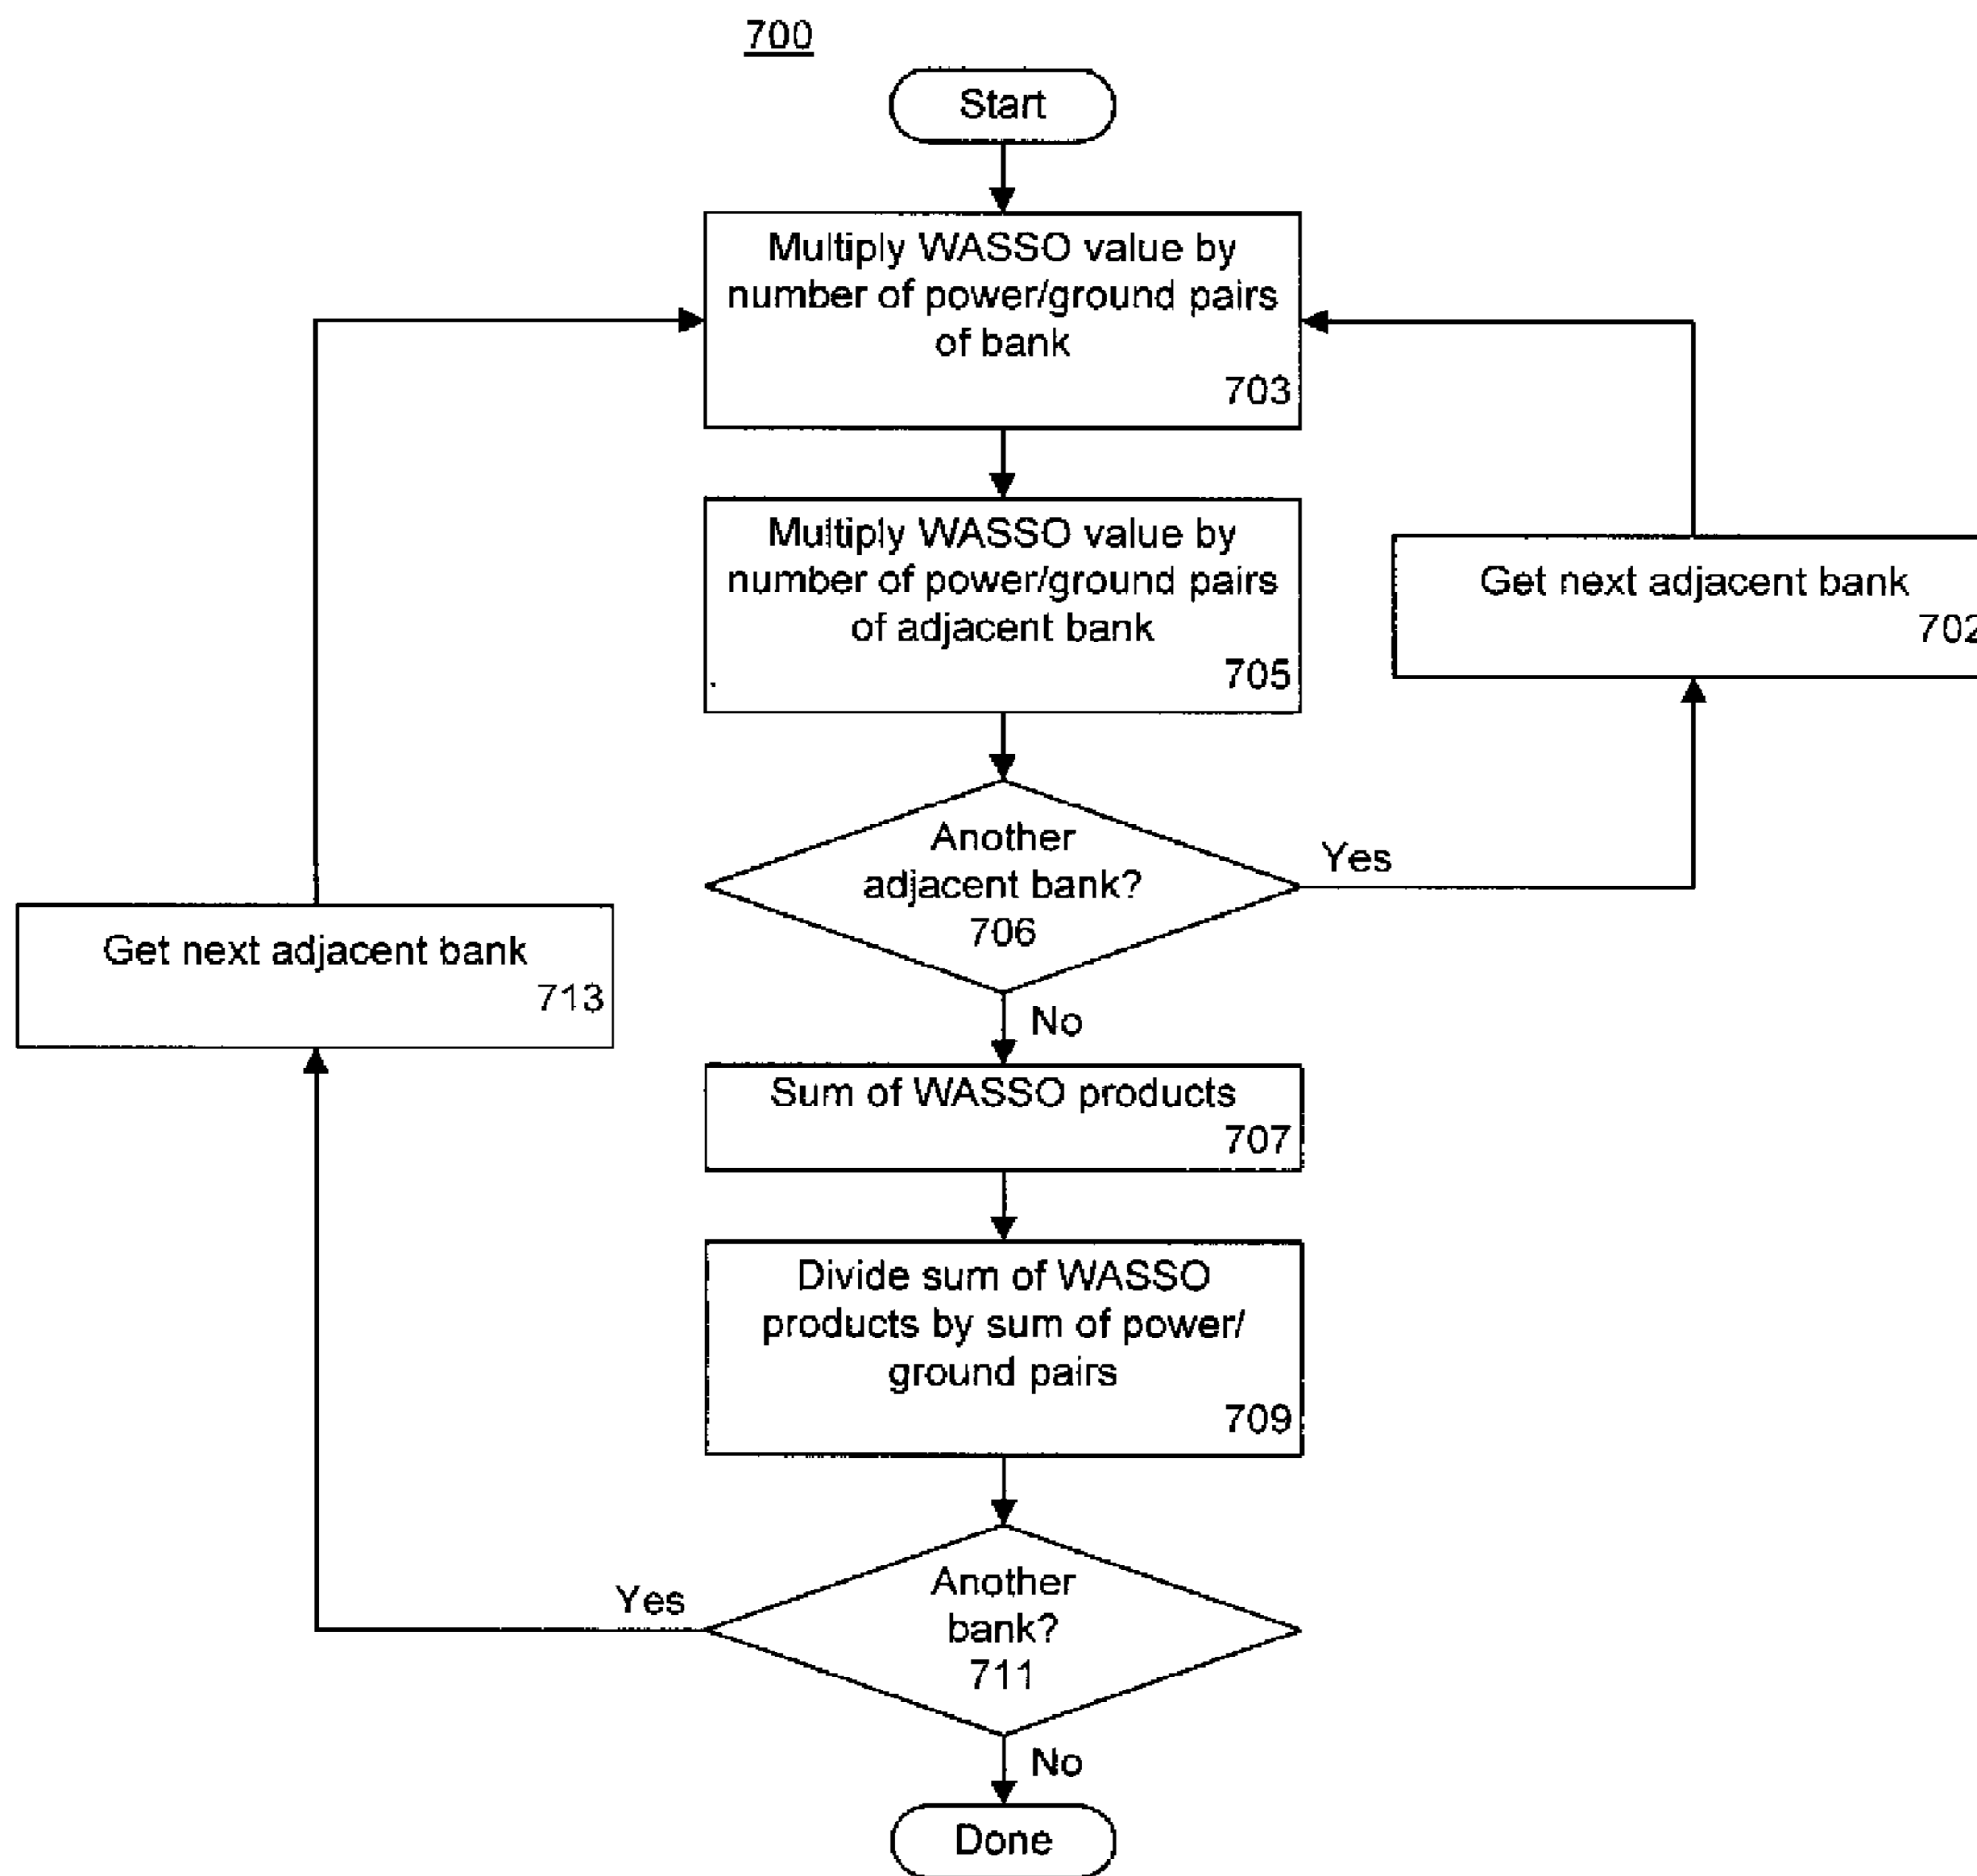 700
Start
Multiply WASSO value by
number of power/ground pairs
of bank
703
Multiply WASSO value by
number of power/ground pairs
of adjacent bank
705
Get next adjacent bank
702
Another
adjacent bank?
706
Yes
Get next adjacent bank
713
No
Sum of WASSO products
707
Divide sum of WASSO
products by sum of power/
ground pairs
709
Another
bank?
711
Yes
No
Done